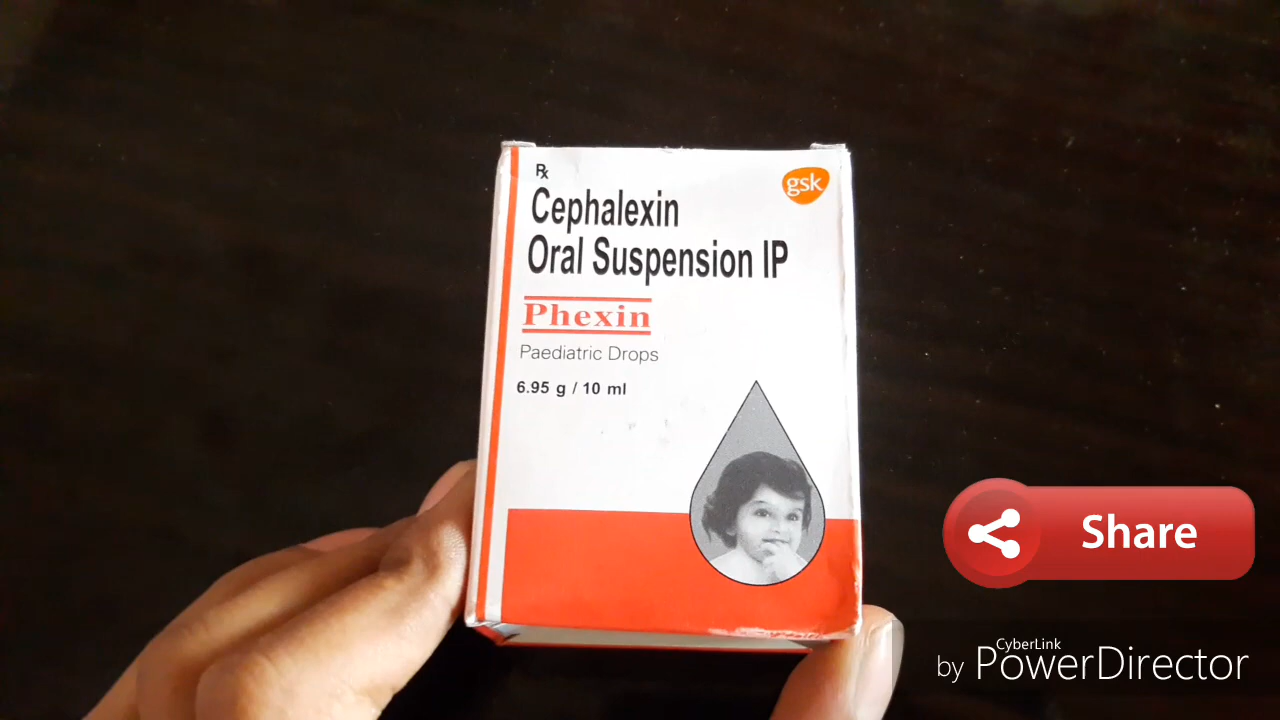 Rx
gsk
Cephalexin
Oral Suspension IP
Phexin
Paediatric Drops
6.95 g / 10 ml
Share
by CyberLink PowerDirector